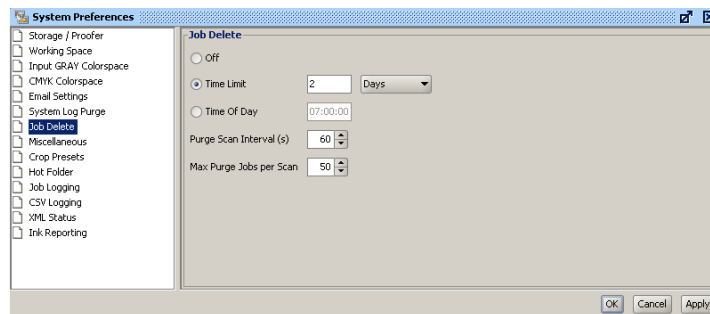 System Preferences
Storage / Proofer
Working Space
Input GRAY Colorspace
CMYK Colorspace
Email Settings
System Log Purge
Job Delete
Miscellaneous
Crop Presets
Hot Folder
Job Logging
CSV Logging
XML Status
Ink Reporting
Job Delete
Off
Time Limit 2 Days
Time Of Day 07:00:00
Purge Scan Interval (s) 60
Max Purge Jobs per Scan 50
OK Cancel Apply